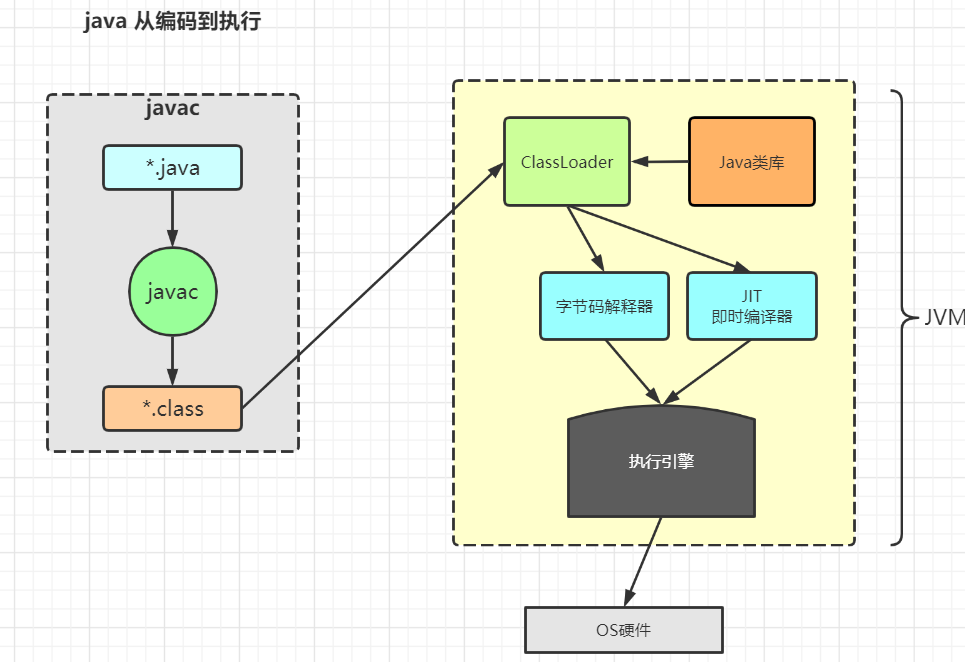 java 从编码到执行
javac
*.java
javac
*.class
ClassLoader
Java类库
字节码解释器
JIT
即时编译器
执行引擎
JVM
OS硬件